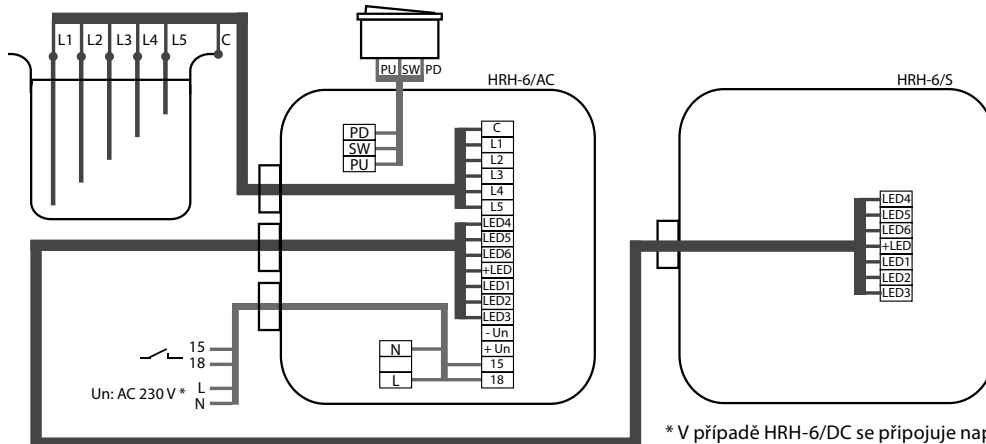 L1 L2 L3 L4 L5 C
PU SW PD
HRH-6/AC
HRH-6/S
PD
SW
PU
C
L1
L2
L3
L4
L5
LED4
LED5
LED6
+LED
LED1
LED2
LED3
- Un
+ Un
15
18
N
L
15
18
Un: AC 230 V * L
N
LED4
LED5
LED6
+LED
LED1
LED2
LED3
* V případě HRH-6/DC se připojuje nap